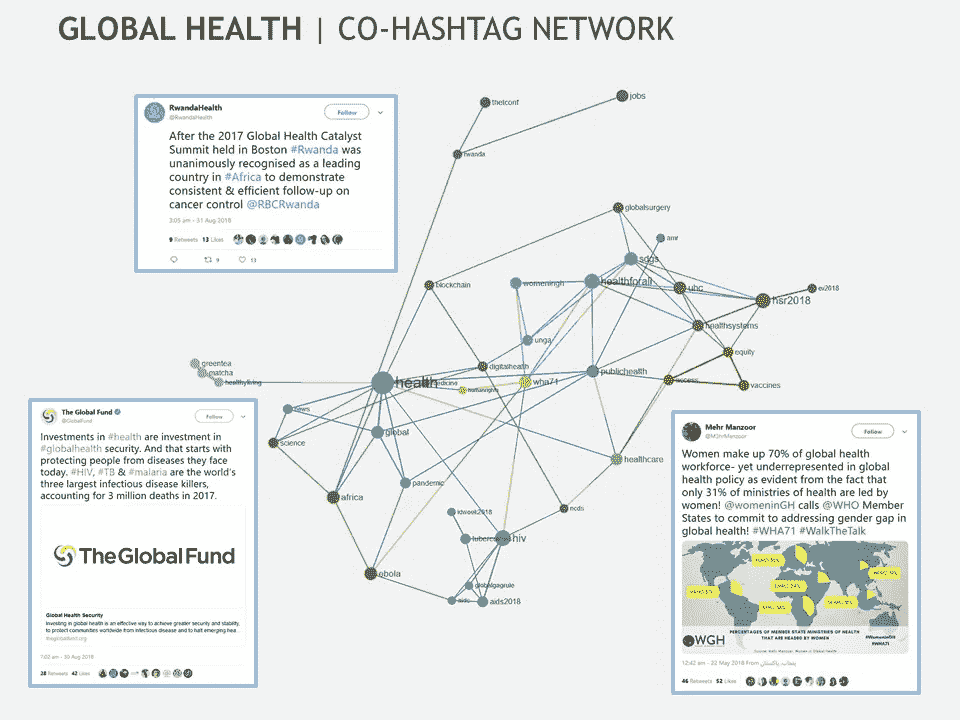 GLOBAL HEALTH | CO-HASHTAG NETWORK
RwandaHealth
@RwandaHealth
Follow
After the 2017 Global Health Catalyst
Summit held in Boston #Rwanda was
unanimously recognised as a leading
country in #Africa to demonstrate
consistent & efficient follow-up on
cancer control @RBCRwanda
3:05 am - 31 Aug 2018
9 Retweets 13 Likes
9
13
thetconf
jobs
rwanda
globalsurgery
amr
sdgs
blockchain
womeningh
healthforall
uhc
ev2018
hsr2018
healthsystems
unga
equity
greentea
matcha
healthyliving
digitalhealth
publichealth
health
medicine
humanrights
wha71
access
vaccines
news
global
science
healthcare
pandemic
africa
idweek2018
ncds
hiv
ebola
globalgagrule
aids
aids2018
The Global Fund
@GlobalFund
Follow
Investments in #health are investment in
#globalhealth security. And that starts with
protecting people from diseases they face
today. #HIV, #TB & #malaria are the world's
three largest infectious disease killers,
accounting for 3 million deaths in 2017.
TheGlobalFund
Global Health Security
Investing in global health is an effective way to achieve greater security and stability,
to protect communities worldwide from infectious disease and to halt emerging hea...
theglobalfund.org
7:02 am - 30 Aug 2018
28 Retweets 42 Likes
Mehr Manzoor
@M3hrManzoor
Follow
Women make up 70% of global health
workforce- yet underrepresented in global
health policy as evident from the fact that
only 31% of ministries of health are led by
women! @womeninGH calls @WHO Member
States to commit to addressing gender gap in
global health! #WHA71 #WalkTheTalk
WGH
PERCENTAGES OF MEMBER STATE MINISTRIES OF HEALTH
THAT ARE HEADED BY WOMEN
#WomeninGH
#WHA71
12:42 am - 22 May 2018 From پنجاب, پاکستان
46 Retweets 52 Likes